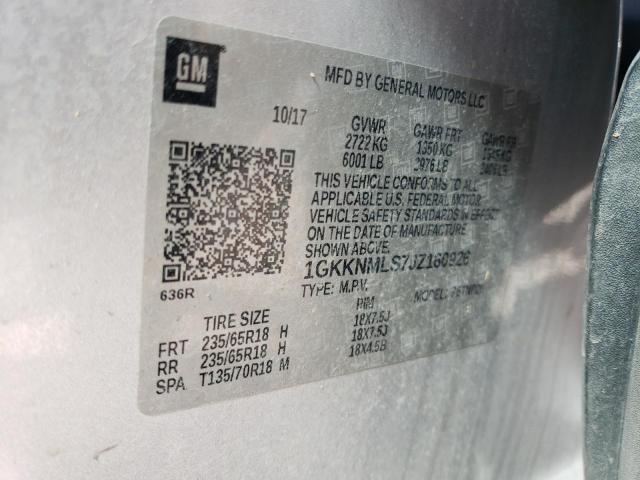 GM
MFD BY GENERAL MOTORS LLC
10/17
GVWR GAWR FRT GAWR RR
2722 KG 1350 KG
6001 LB 2976 LB
THIS VEHICLE CONFORMS TO ALL
APPLICABLE U.S. FEDERAL MOTOR
VEHICLE SAFETY STANDARDS IN EFFECT
ON THE DATE OF MANUFACTURE
SHOWN ABOVE.
1GKKNMLS7JZ160926
TYPE: M.P.V. MODEL:
636R
TIRE SIZE RIM
FRT 235/65R18 H 18X7.5J
RR 235/65R18 H 18X7.5J
SPA T135/70R18 M 18X4.5B